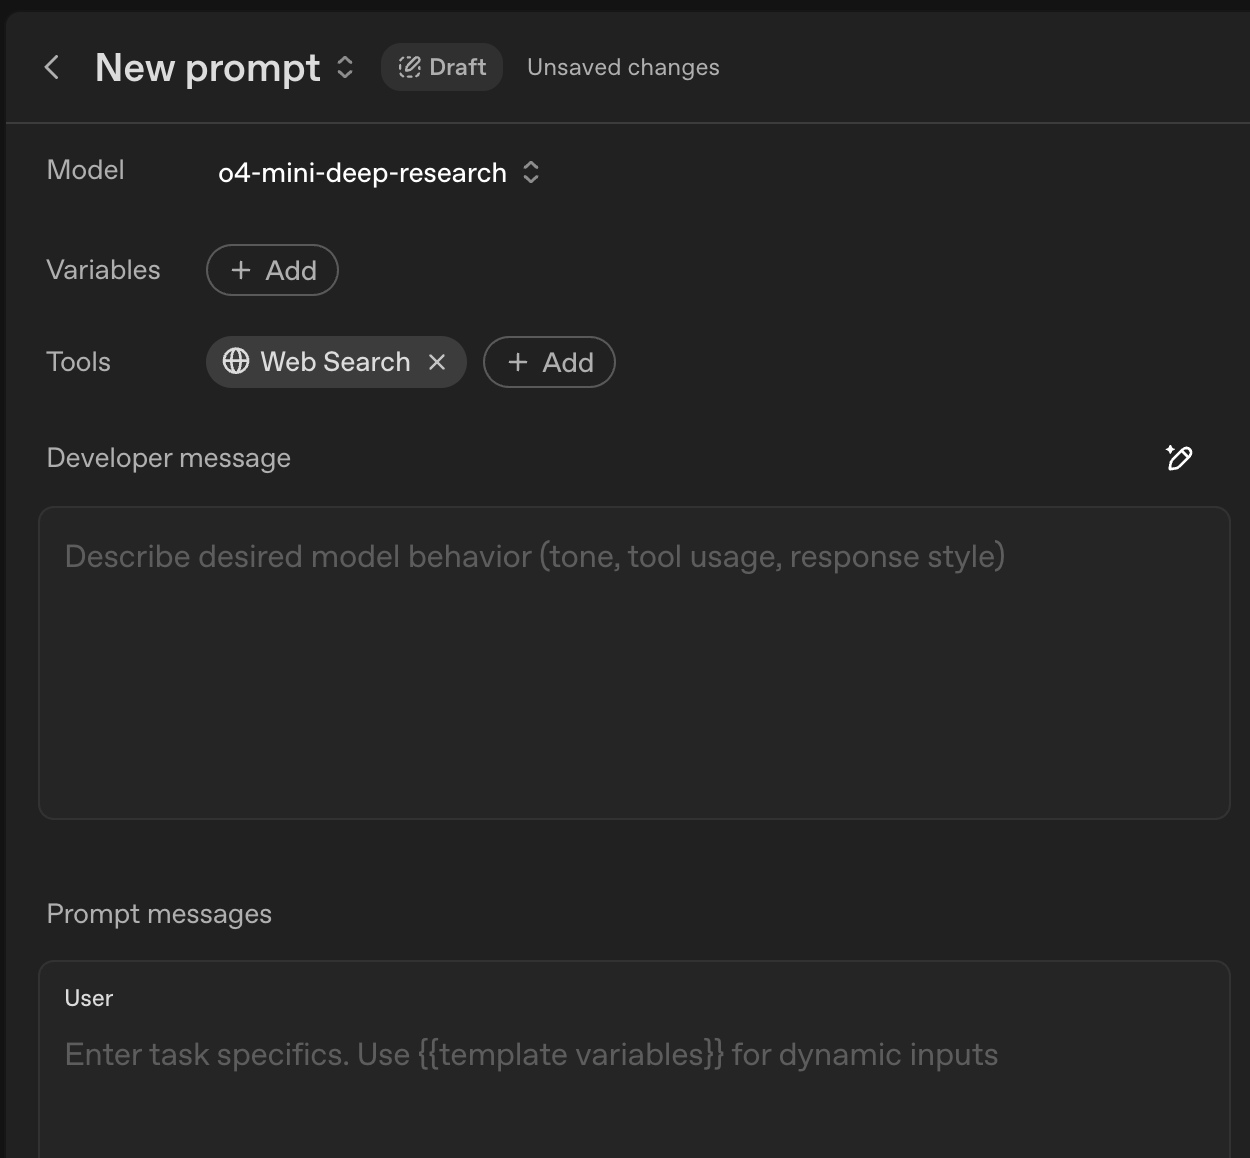 New prompt
Draft
Unsaved changes
Model
o4-mini-deep-research
Variables
+ Add
Tools
Web Search
+ Add
Developer message
Describe desired model behavior (tone, tool usage, response style)
Prompt messages
User
Enter task specifics. Use {{template variables}} for dynamic inputs